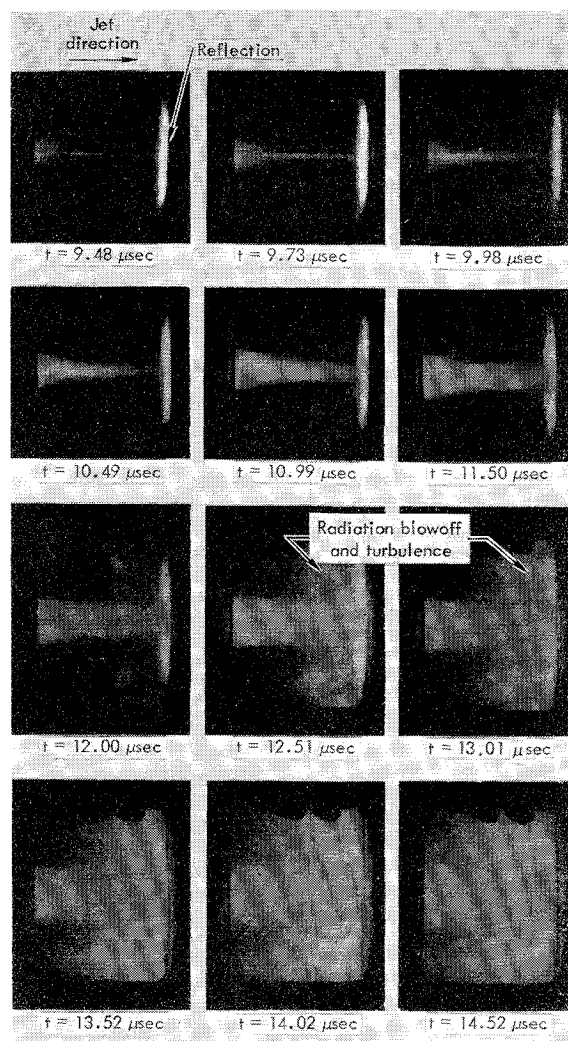 Jet
direction
Reflection
t = 9.48 μsec
t = 9.73 μsec
t = 9.98 μsec
t = 10.49 μsec
t = 10.99 μsec
t = 11.50 μsec
Radiation blowoff
and turbulence
t = 12.00 μsec
t = 12.51 μsec
t = 13.01 μsec
t = 13.52 μsec
t = 14.02 μsec
t = 14.52 μsec